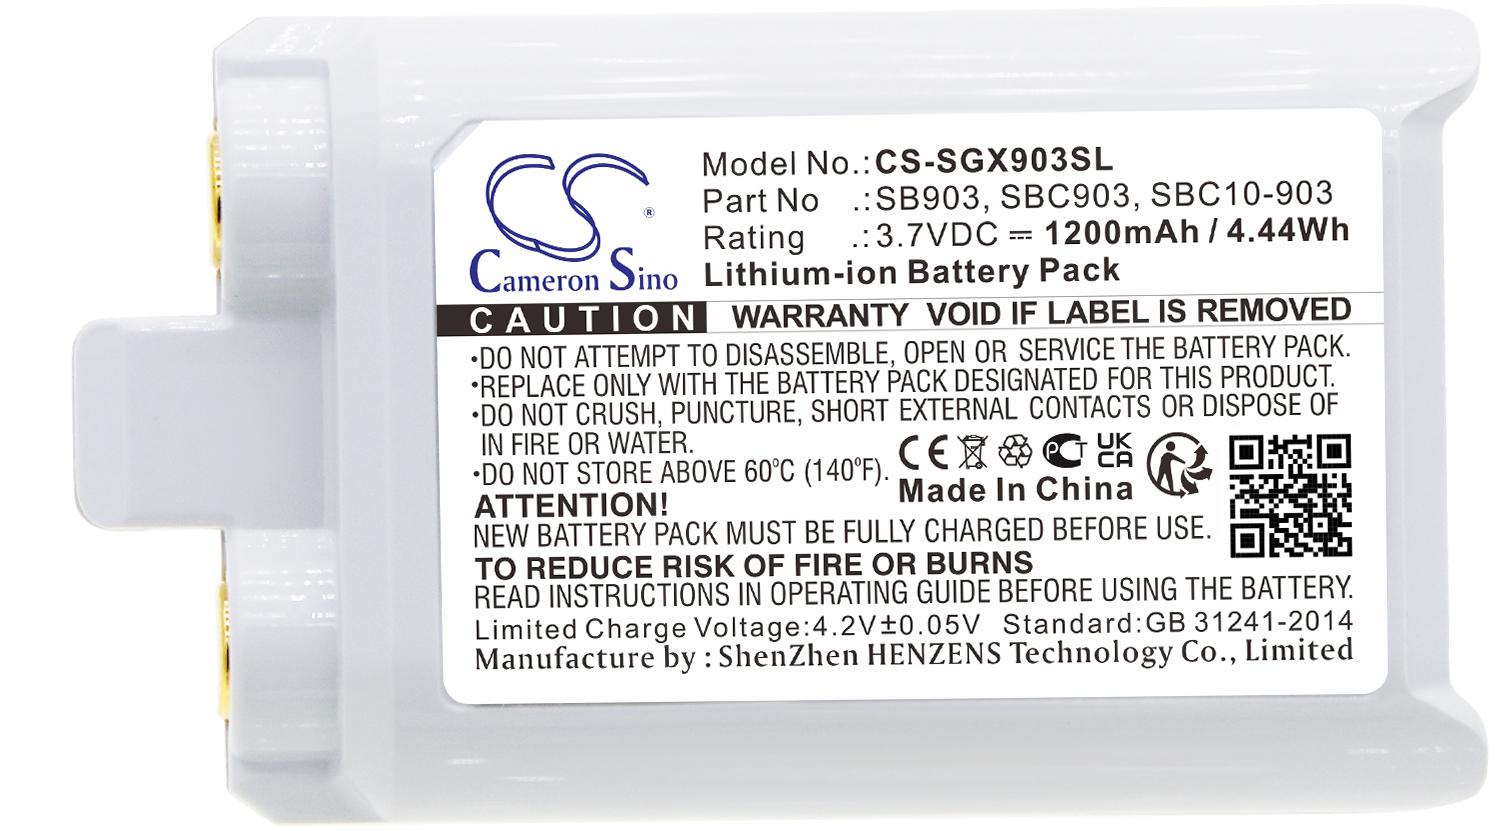 CS ®
Cameron Sino
Model No.:CS-SGX903SL
Part No .:SB903, SBC903, SBC10-903
Rating .:3.7VDC ⎓ 1200mAh / 4.44Wh
Lithium-ion Battery Pack
CAUTION WARRANTY VOID IF LABEL IS REMOVED
•DO NOT ATTEMPT TO DISASSEMBLE, OPEN OR SERVICE THE BATTERY PACK.
•REPLACE ONLY WITH THE BATTERY PACK DESIGNATED FOR THIS PRODUCT.
•DO NOT CRUSH, PUNCTURE, SHORT EXTERNAL CONTACTS OR DISPOSE OF
IN FIRE OR WATER.
•DO NOT STORE ABOVE 60ºC (140ºF).
CE PCT UKCA
Made In China
ATTENTION!
NEW BATTERY PACK MUST BE FULLY CHARGED BEFORE USE.
TO REDUCE RISK OF FIRE OR BURNS
READ INSTRUCTIONS IN OPERATING GUIDE BEFORE USING THE BATTERY.
Limited Charge Voltage:4.2V±0.05V Standard:GB 31241-2014
Manufacture by : ShenZhen HENZENS Technology Co., Limited